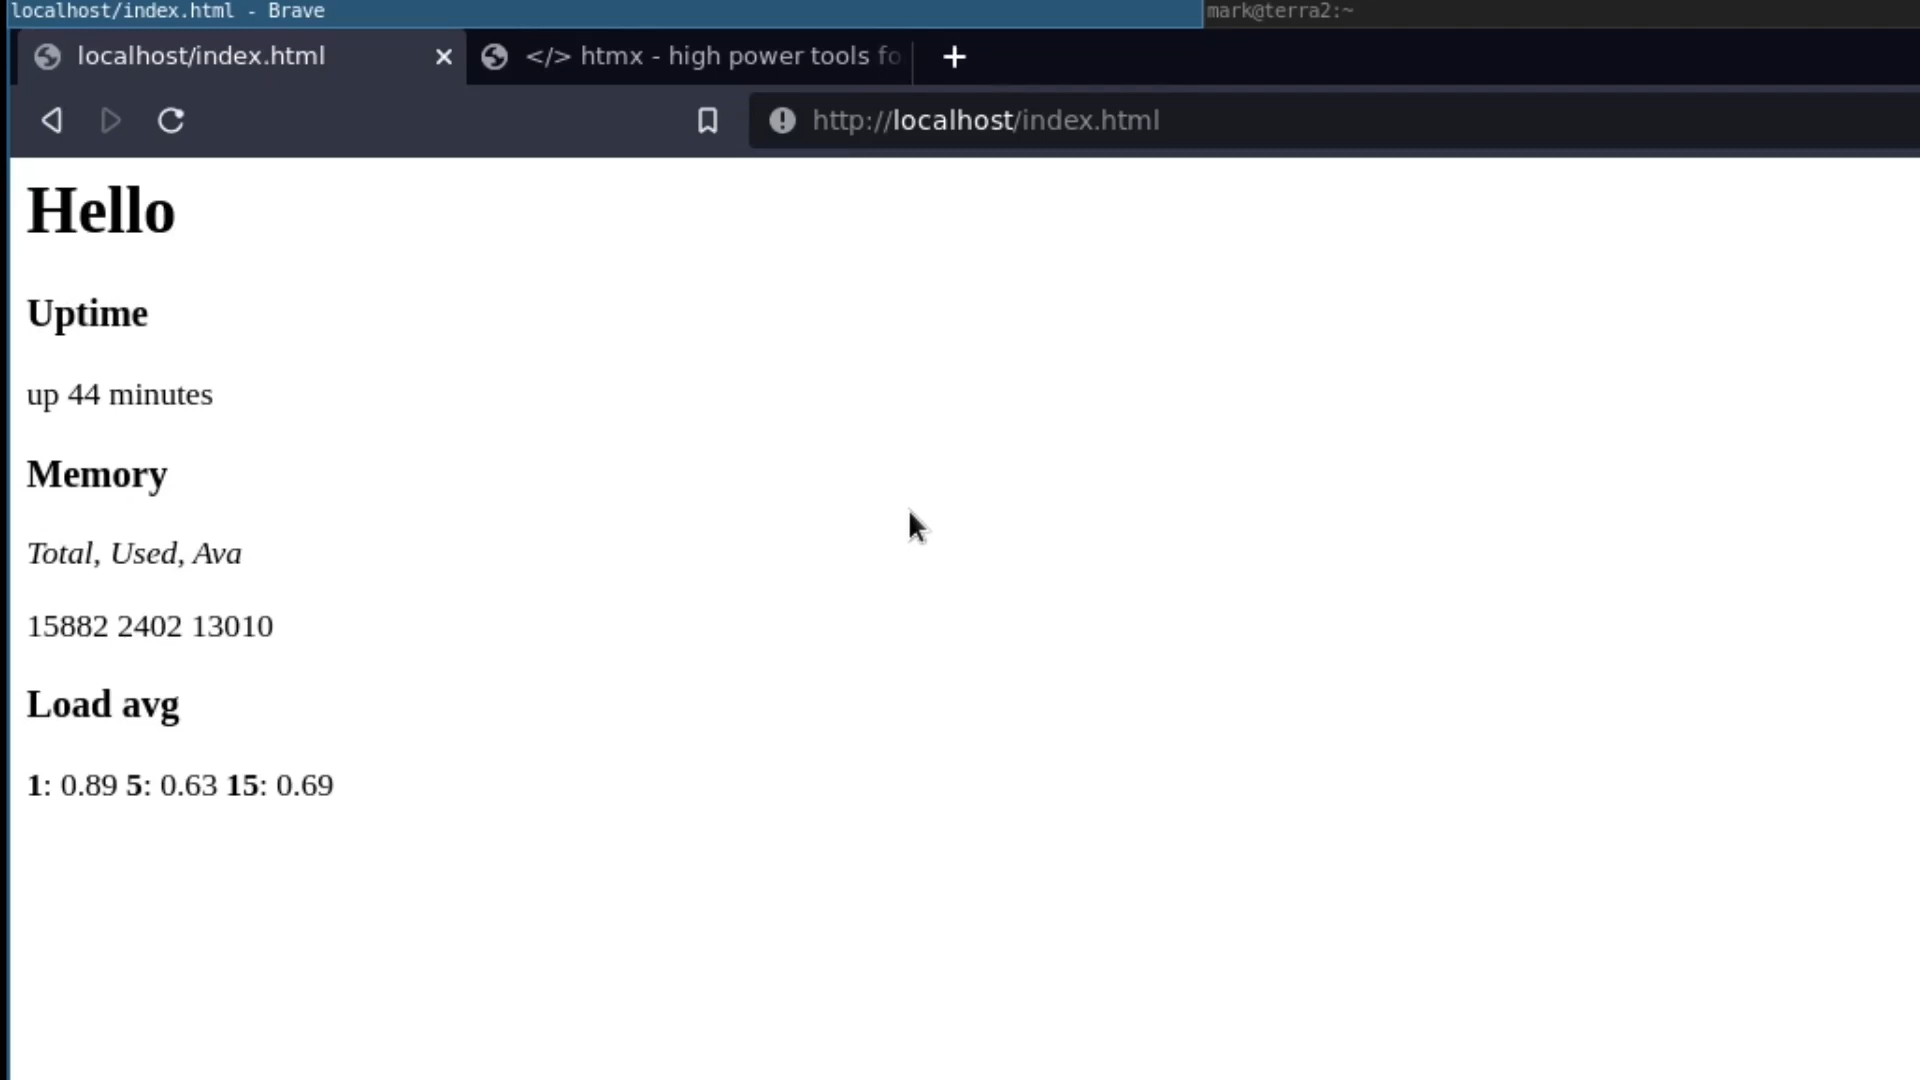 localhost/index.html - Brave
mark@terra2:~
localhost/index.html
</> htmx - high power tools fo
http://localhost/index.html
Hello
Uptime
up 44 minutes
Memory
Total, Used, Ava
15882 2402 13010
Load avg
1: 0.89 5: 0.63 15: 0.69